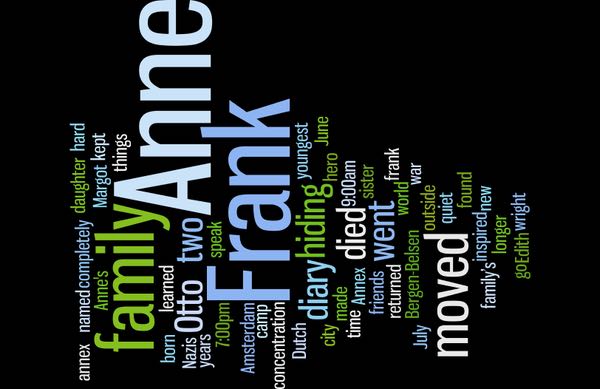 annex
named
completely
Anne's
daughter
hard
Margot
kept
things
family
Anne
born
learned
Nazis
Otto
two
years
7:00pm
speak
Frank
Amsterdam
camp
concentration
Dutch
diary
hiding
youngest
hero
June
city
made
time
Annex
died
9:00am
sister
friends
went
frank
returned
world
war
Bergen-Belsen
outside
July
moved
quiet
found
family's
inspired
new
longer
go
Edith
wright